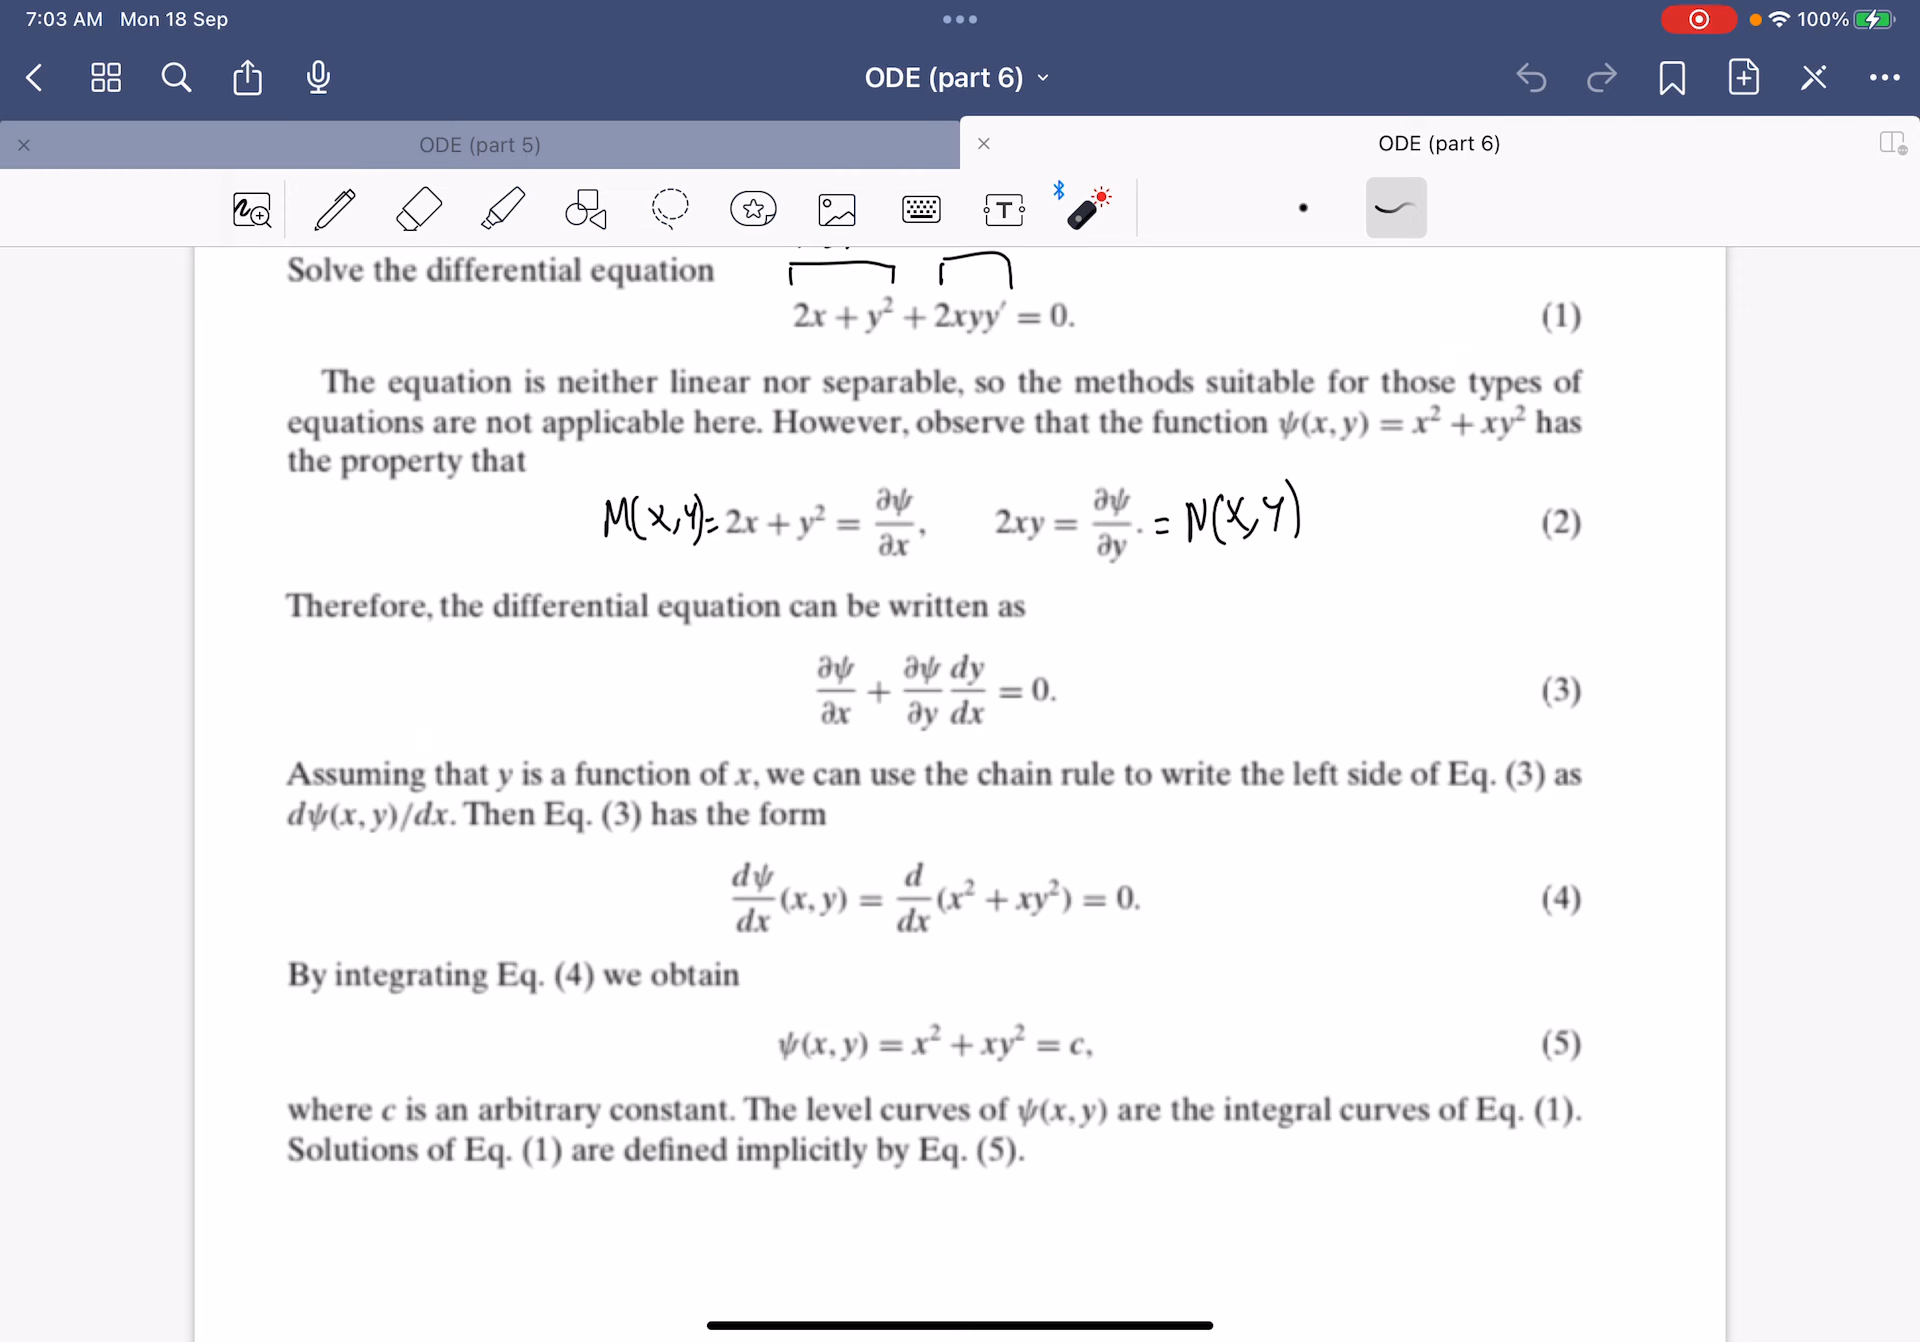 7:03 AM Mon 18 Sep
100%
ODE (part 6)
ODE (part 5)
ODE (part 6)
Solve the differential equation
2x + y² + 2xyy′ = 0. (1)
The equation is neither linear nor separable, so the methods suitable for those types of
equations are not applicable here. However, observe that the function ψ(x, y) = x² + xy² has
the property that
M(x,y)= 2x + y² = ∂ψ/∂x, 2xy = ∂ψ/∂y. = N(x,y) (2)
Therefore, the differential equation can be written as
∂ψ/∂x + ∂ψ/∂y dy/dx = 0. (3)
Assuming that y is a function of x, we can use the chain rule to write the left side of Eq. (3) as
dψ(x, y)/dx. Then Eq. (3) has the form
dψ/dx (x, y) = d/dx (x² + xy²) = 0. (4)
By integrating Eq. (4) we obtain
ψ(x, y) = x² + xy² = c, (5)
where c is an arbitrary constant. The level curves of ψ(x, y) are the integral curves of Eq. (1).
Solutions of Eq. (1) are defined implicitly by Eq. (5).